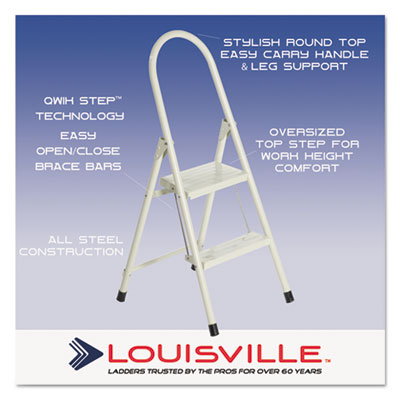 STYLISH ROUND TOP
EASY CARRY HANDLE
& LEG SUPPORT
QWIK STEP™
TECHNOLOGY
EASY
OPEN/CLOSE
BRACE BARS
OVERSIZED
TOP STEP FOR
WORK HEIGHT
COMFORT
ALL STEEL
CONSTRUCTION
LOUISVILLE™
LADDERS TRUSTED BY THE PROS FOR OVER 60 YEARS